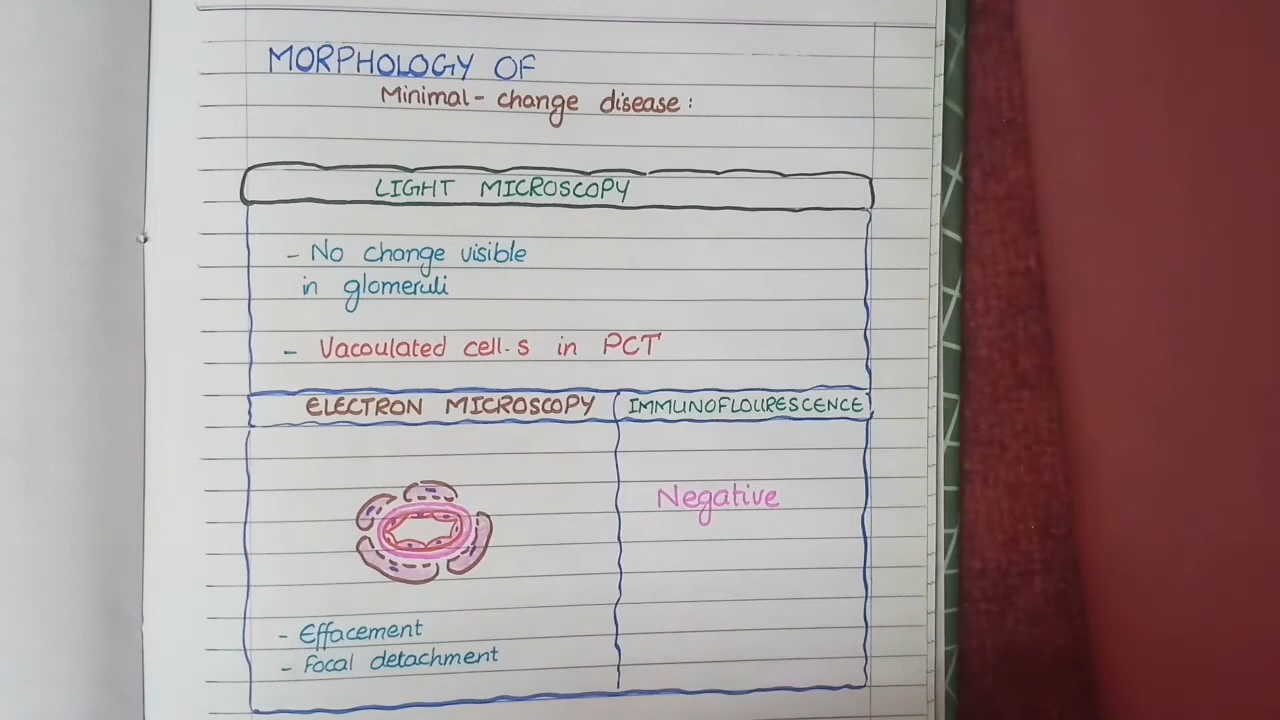 MORPHOLOGY OF
Minimal-change disease:
LIGHT MICROSCOPY
- No change visible
in glomeruli
- Vacoulated cell-s in PCT
ELECTRON MICROSCOPY
IMMUNOFLOURESCENCE
Negative
- Effacement
- focal detachment